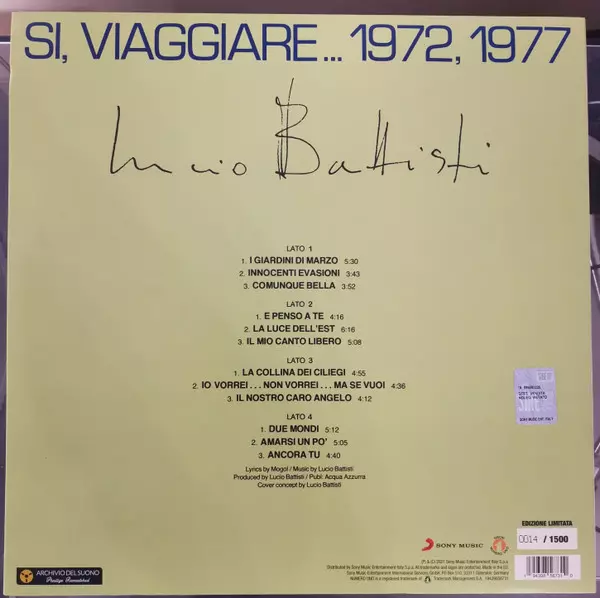 SI, VIAGGIARE... 1972, 1977
Lucio Battisti
LATO 1
1. I GIARDINI DI MARZO 5:30
2. INNOCENTI EVASIONI 3:43
3. COMUNQUE BELLA 3:52
LATO 2
1. E PENSO A TE 4:16
2. LA LUCE DELL'EST 6:16
3. IL MIO CANTO LIBERO 5:08
LATO 3
1. LA COLLINA DEI CILIEGI 4:55
2. IO VORREI... NON VORREI... MA SE VUOI 4:36
3. IL NOSTRO CARO ANGELO 4:12
LATO 4
1. DUE MONDI 5:12
2. AMARSI UN PO' 5:05
3. ANCORA TU 4:40
Lyrics by Mogol / Music by Lucio Battisti
Produced by Lucio Battisti / Publ: Acqua Azzurra
Cover concept by Lucio Battisti
EDIZIONE LIMITATA
0014 / 1500
SONY MUSIC
ARCHIVIO DEL SUONO
Prestige Remastered